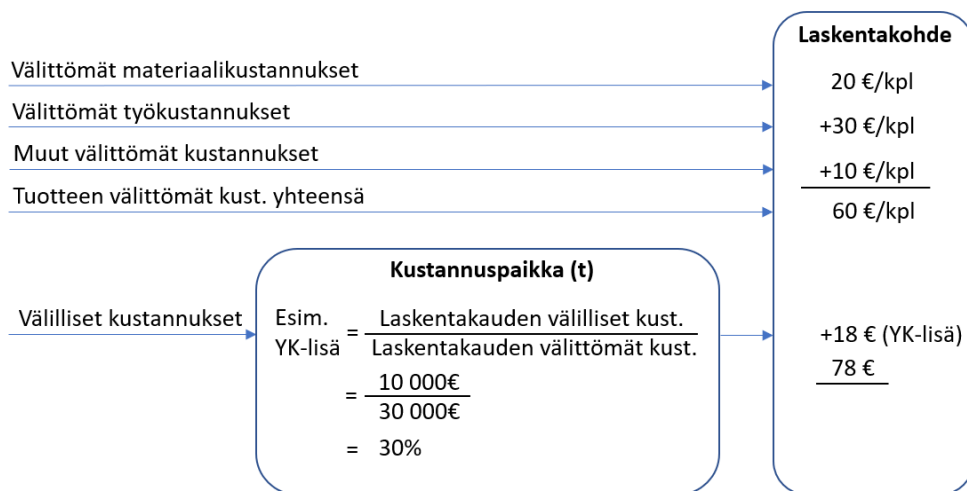 Laskentakohde
Välittömät materiaalikustannukset 20 €/kpl
Välittömät työkustannukset +30 €/kpl
Muut välittömät kustannukset +10 €/kpl
Tuotteen välittömät kust. yhteensä 60 €/kpl
Kustannuspaikka (t)
Välilliset kustannukset
Esim.
YK-lisä
= Laskentakauden välilliset kust.
Laskentakauden välittömät kust.
= 10 000€
30 000€
= 30%
+18 € (YK-lisä)
78 €